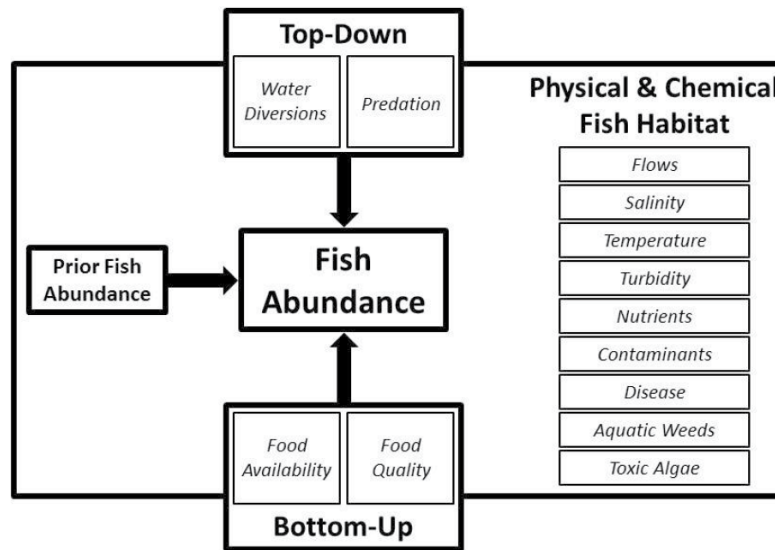 Top-Down
Water
Diversions
Predation
Physical & Chemical
Fish Habitat
Flows
Salinity
Temperature
Turbidity
Nutrients
Contaminants
Disease
Aquatic Weeds
Toxic Algae
Prior Fish
Abundance
Fish
Abundance
Food
Availability
Food
Quality
Bottom-Up